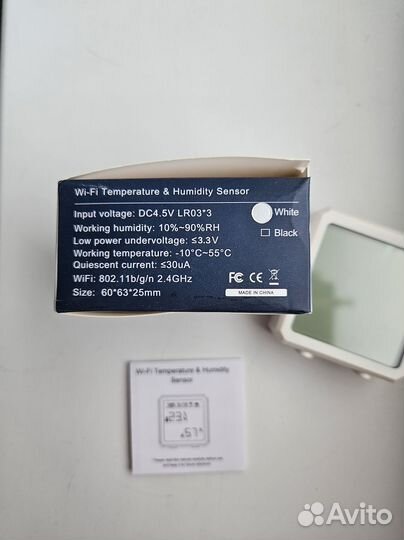 Wi-Fi Temperature & Humidity Sensor
Input voltage: DC4.5V LR03*3
White
Working humidity: 10%~90%RH
Black
Low power undervoltage: ≤3.3V
Working temperature: -10°C~55°C
Quiescent current: ≤30uA
WiFi: 802.11b/g/n 2.4GHz
Size: 60*63*25mm
FC CE
MADE IN CHINA
Wi-Fi Temperature & Humidity
Sensor
Avito